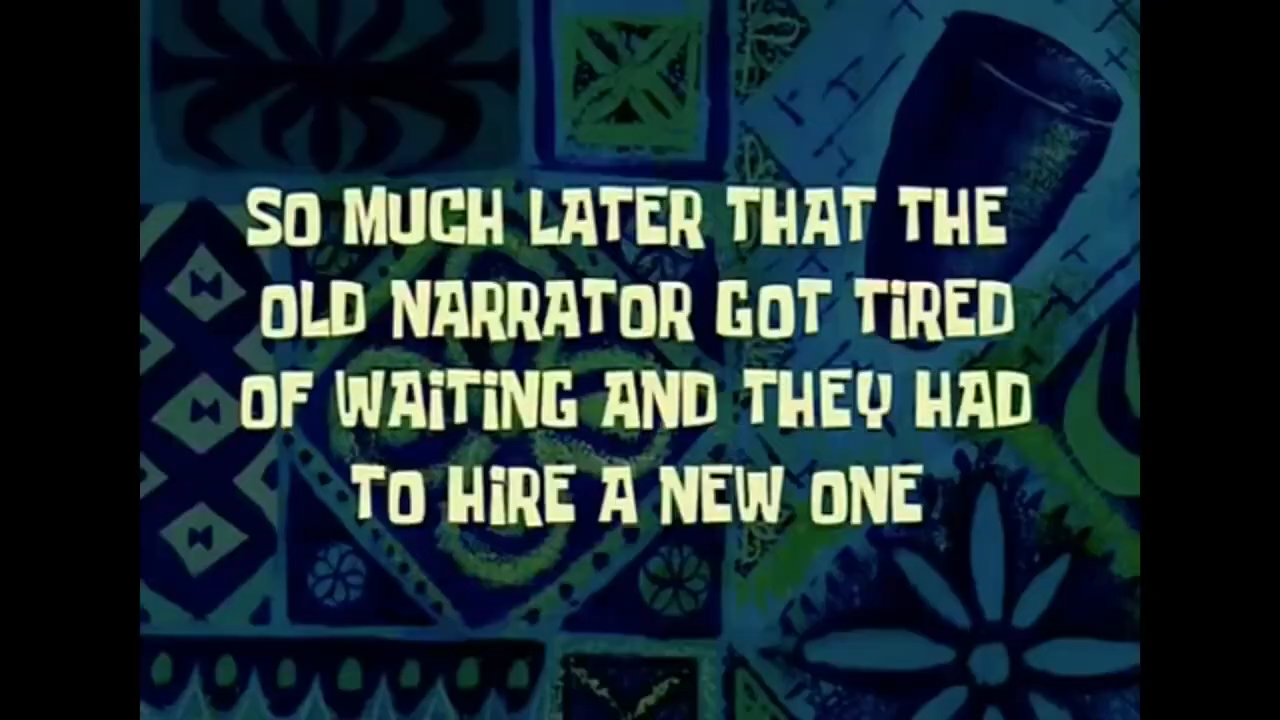 SO MUCH LATER THAT THE
OLD NARRATOR GOT TiRED
OF WAiTiNG AND THEY HAD
TO HiRE A NEW ONE